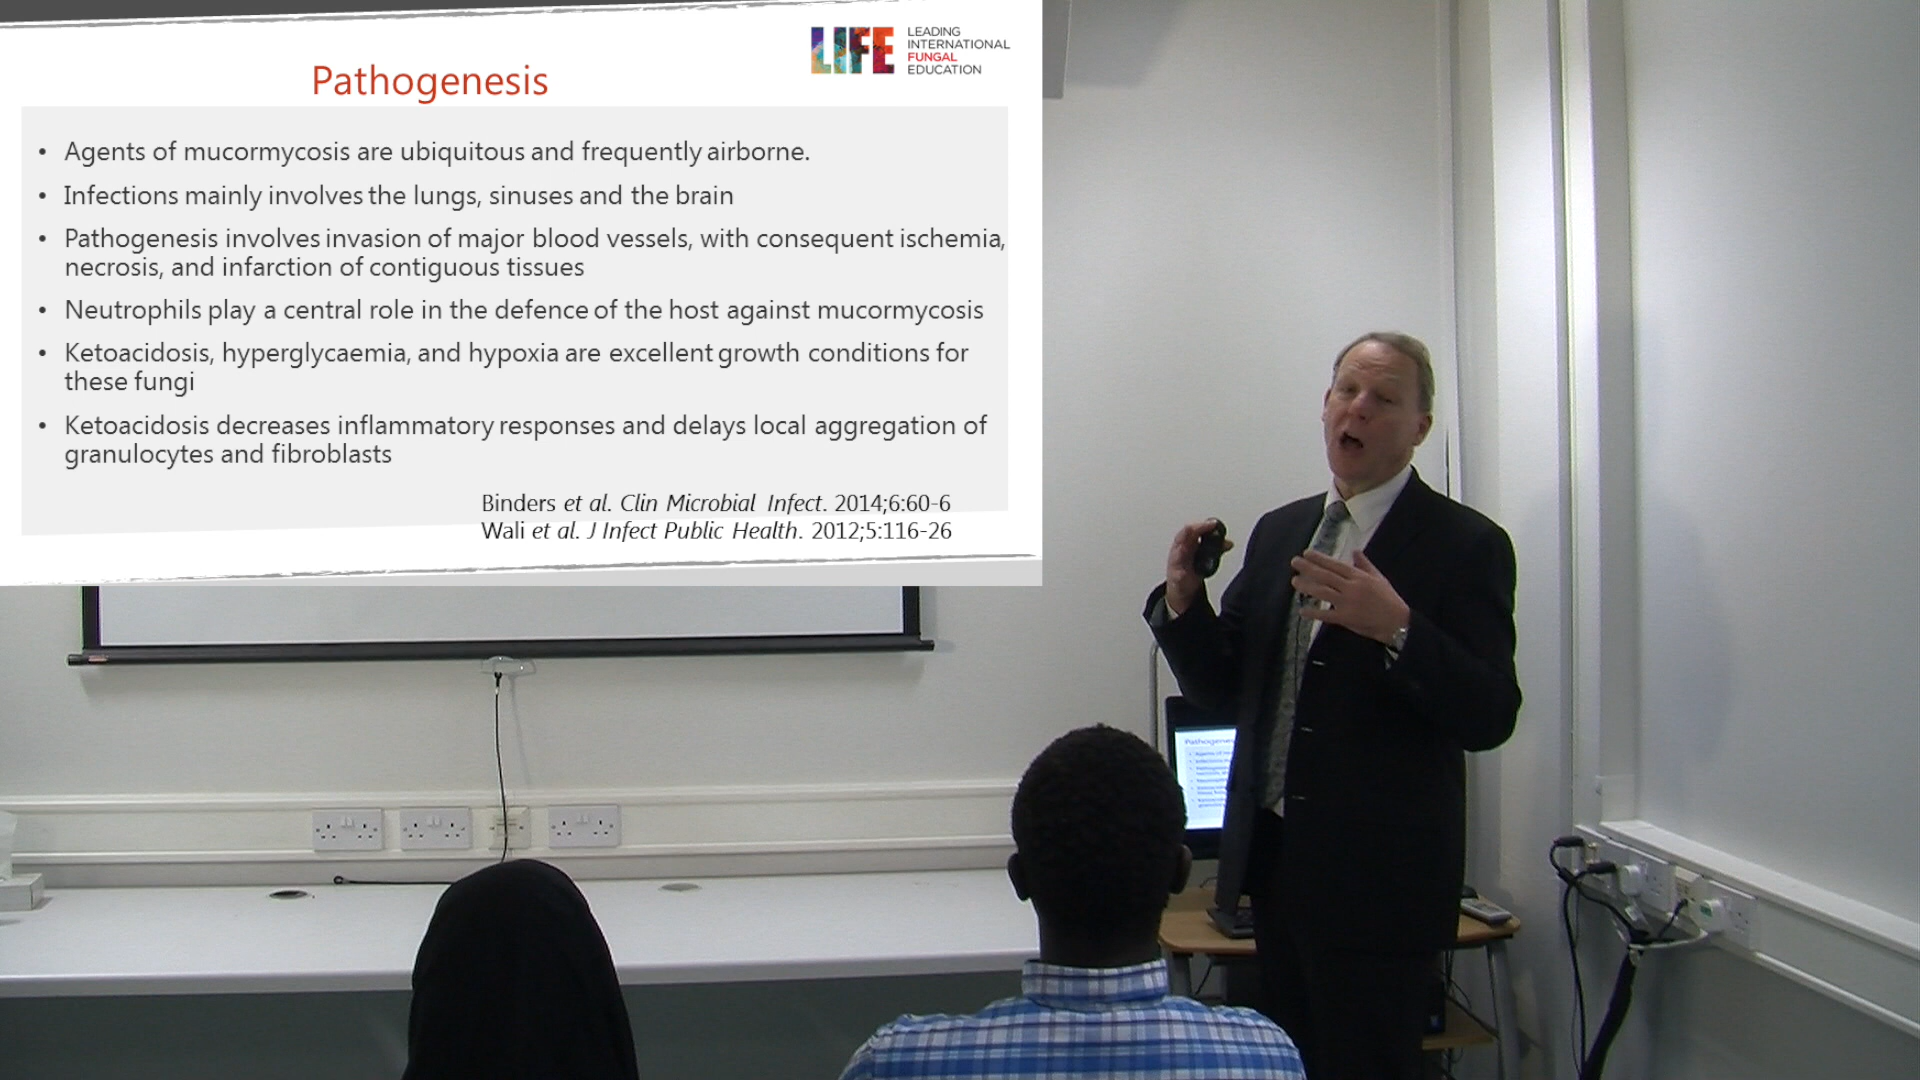 LIFE
LEADING
INTERNATIONAL
FUNGAL
EDUCATION
Pathogenesis
• Agents of mucormycosis are ubiquitous and frequently airborne.
• Infections mainly involves the lungs, sinuses and the brain
• Pathogenesis involves invasion of major blood vessels, with consequent ischemia,
necrosis, and infarction of contiguous tissues
• Neutrophils play a central role in the defence of the host against mucormycosis
• Ketoacidosis, hyperglycaemia, and hypoxia are excellent growth conditions for
these fungi
• Ketoacidosis decreases inflammatory responses and delays local aggregation of
granulocytes and fibroblasts
Binders et al. Clin Microbial Infect. 2014;6:60-6
Wali et al. J Infect Public Health. 2012;5:116-26